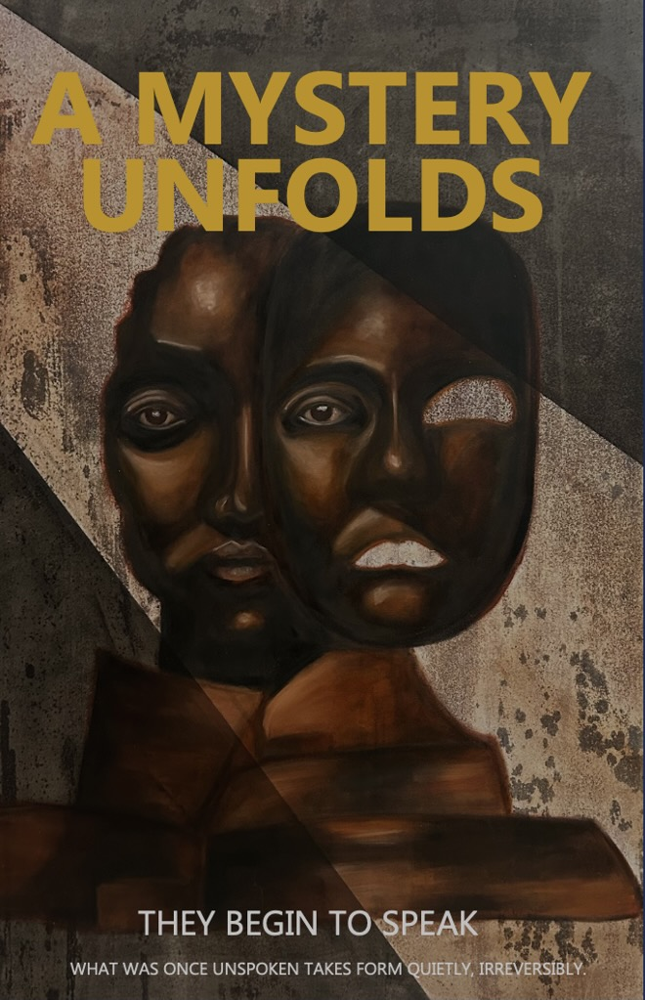 A MYSTERY
UNFOLDS
THEY BEGIN TO SPEAK
WHAT WAS ONCE UNSPOKEN TAKES FORM QUIETLY, IRREVERSIBLY.